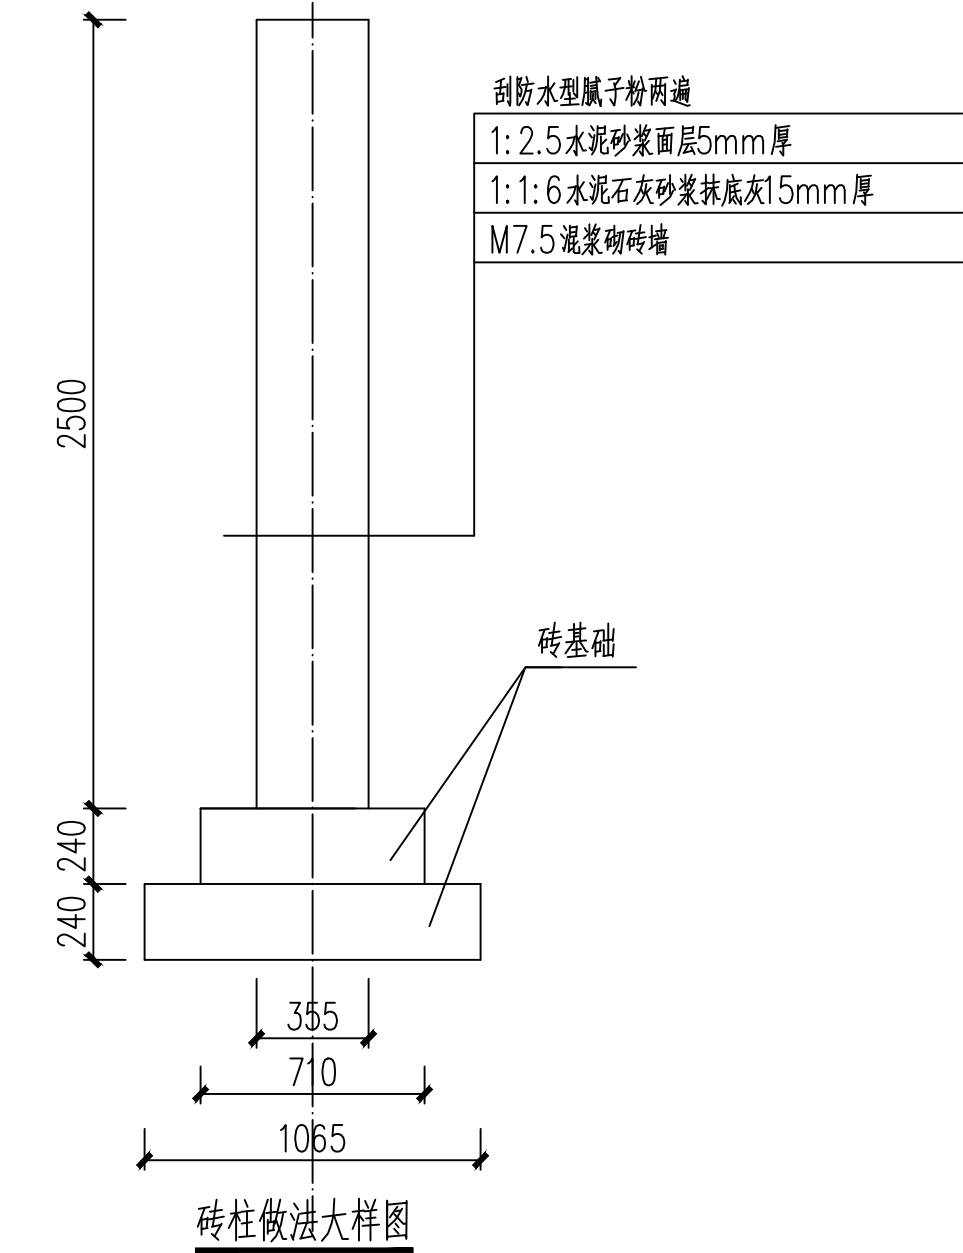 刮防水型腻子粉两遍
1:2.5水泥砂浆面层5mm厚
1:1:6水泥石灰砂浆抹底灰15mm厚
M7.5混浆砌砖墙
2500
砖基础
240
240
355
710
1065
砖柱做法大样图